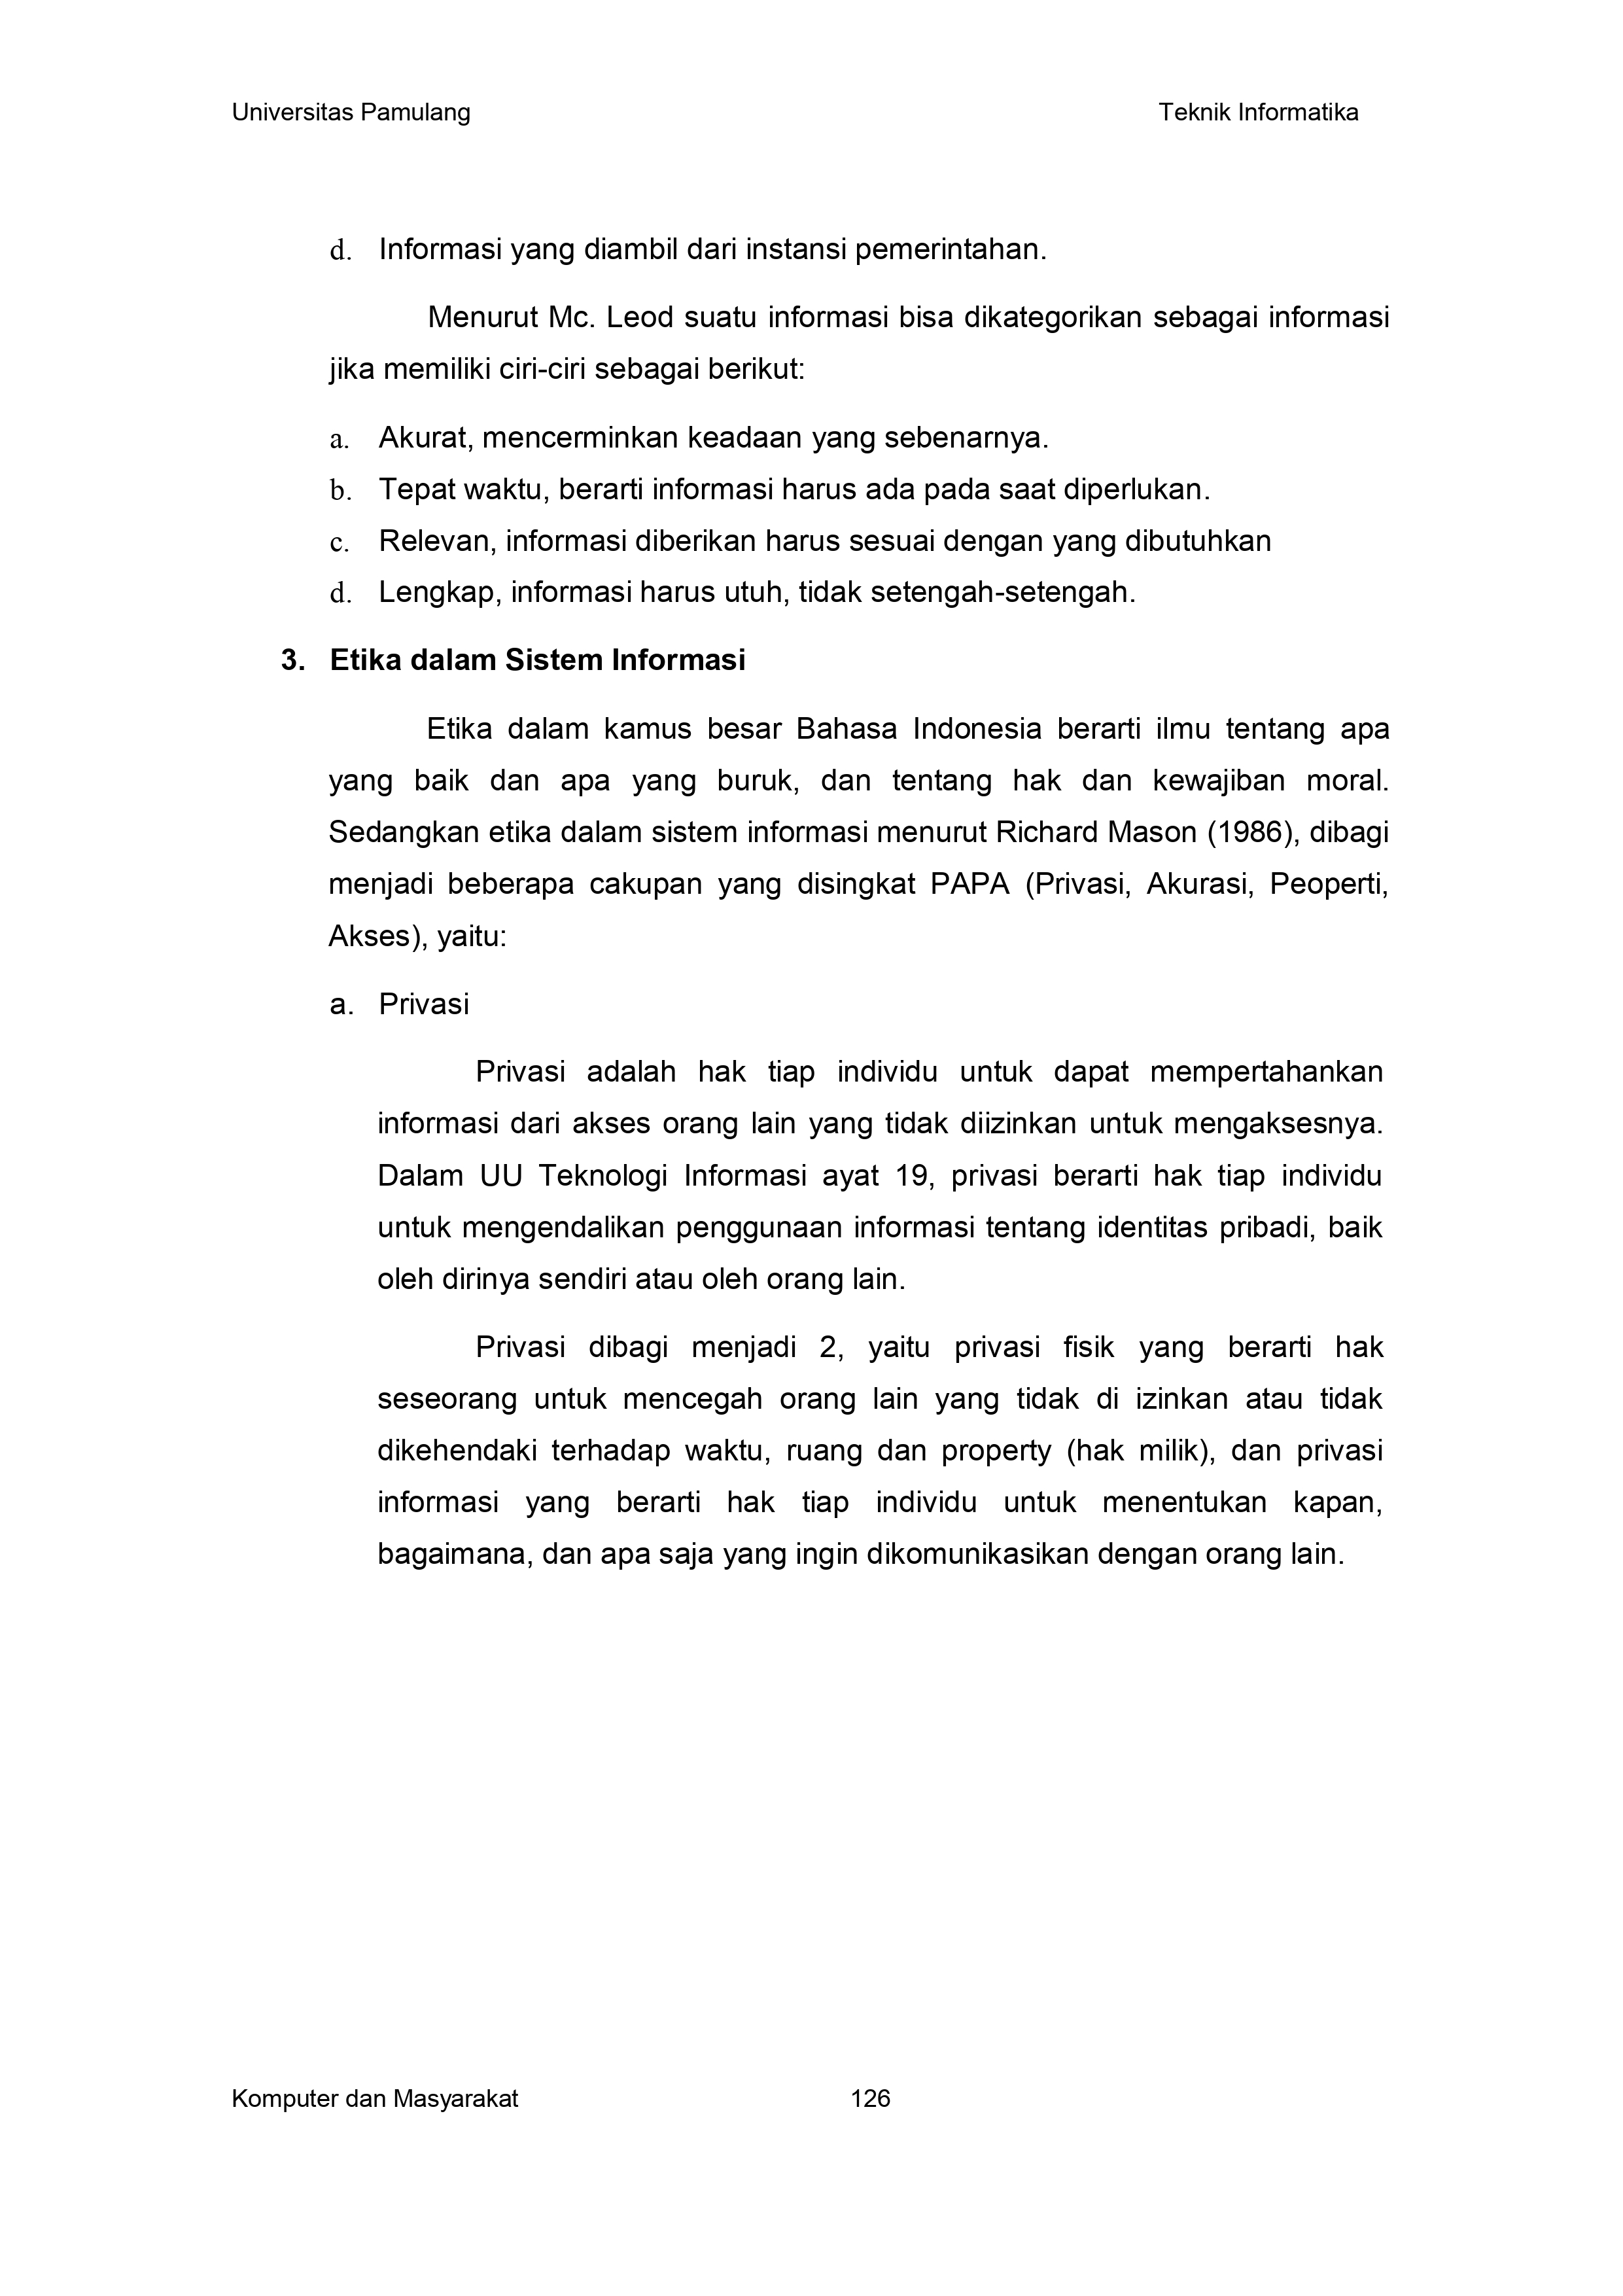 Universitas Pamulang Teknik Informatika
d. Informasi yang diambil dari instansi pemerintahan.
Menurut Mc. Leod suatu informasi bisa dikategorikan sebagai informasi
jika memiliki ciri-ciri sebagai berikut:
a. Akurat, mencerminkan keadaan yang sebenarnya.
b. Tepat waktu, berarti informasi harus ada pada saat diperlukan.
c. Relevan, informasi diberikan harus sesuai dengan yang dibutuhkan
d. Lengkap, informasi harus utuh, tidak setengah-setengah.
3. Etika dalam Sistem Informasi
Etika dalam kamus besar Bahasa Indonesia berarti ilmu tentang apa
yang baik dan apa yang buruk, dan tentang hak dan kewajiban moral.
Sedangkan etika dalam sistem informasi menurut Richard Mason (1986), dibagi
menjadi beberapa cakupan yang disingkat PAPA (Privasi, Akurasi, Peoperti,
Akses), yaitu:
a. Privasi
Privasi adalah hak tiap individu untuk dapat mempertahankan
informasi dari akses orang lain yang tidak diizinkan untuk mengaksesnya.
Dalam UU Teknologi Informasi ayat 19, privasi berarti hak tiap individu
untuk mengendalikan penggunaan informasi tentang identitas pribadi, baik
oleh dirinya sendiri atau oleh orang lain.
Privasi dibagi menjadi 2, yaitu privasi fisik yang berarti hak
seseorang untuk mencegah orang lain yang tidak di izinkan atau tidak
dikehendaki terhadap waktu, ruang dan property (hak milik), dan privasi
informasi yang berarti hak tiap individu untuk menentukan kapan,
bagaimana, dan apa saja yang ingin dikomunikasikan dengan orang lain.
Komputer dan Masyarakat 126